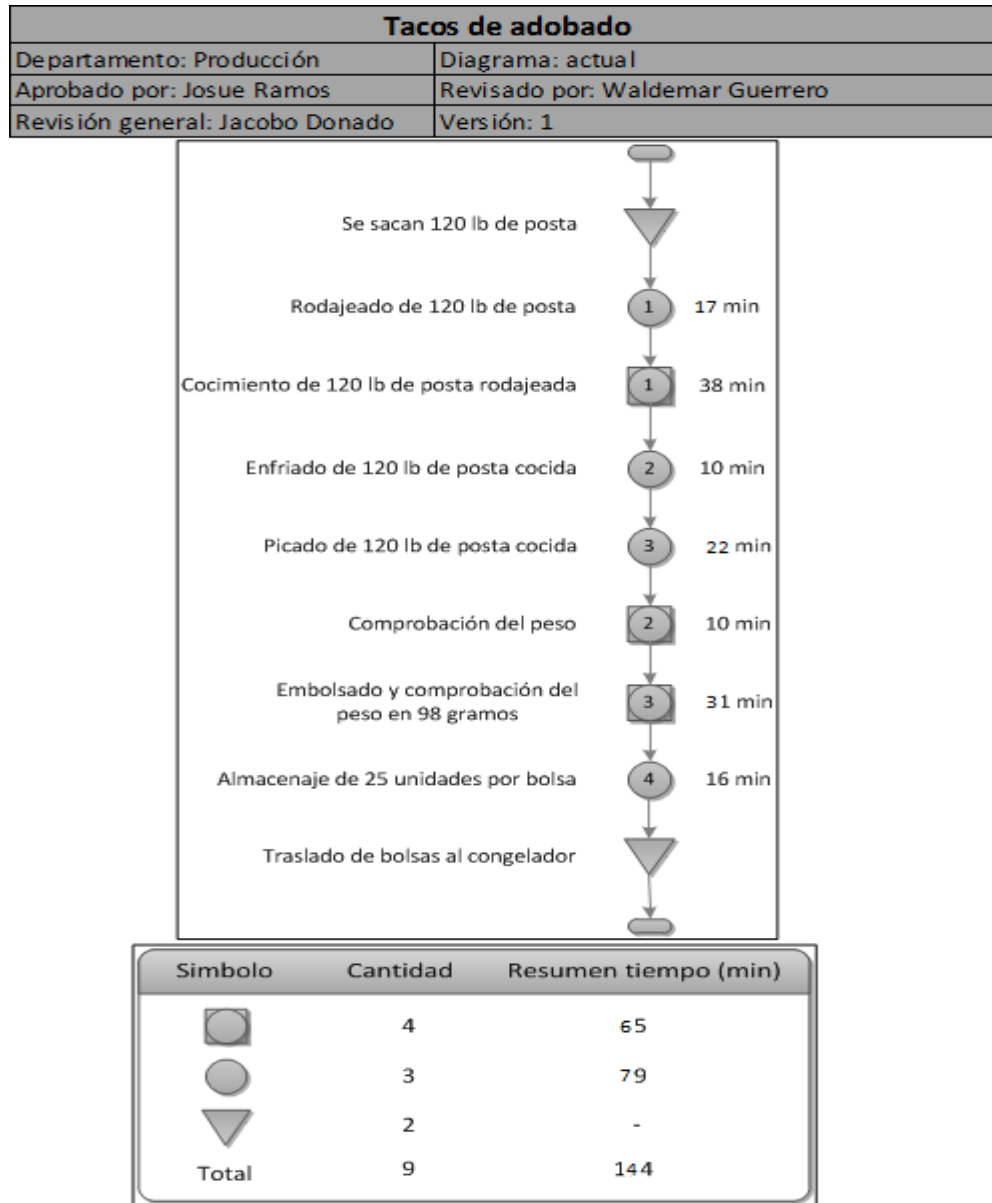 Tacos de adobado
Departamento: Producción Diagrama: actual
Aprobado por: Josue Ramos Revisado por: Waldemar Guerrero
Revisión general: Jacobo Donado Versión: 1
Se sacan 120 lb de posta
Rodajeado de 120 lb de posta 1 17 min
Cocimiento de 120 lb de posta rodajeada 1 38 min
Enfriado de 120 lb de posta cocida 2 10 min
Picado de 120 lb de posta cocida 3 22 min
Comprobación del peso 2 10 min
Embolsado y comprobación del
peso en 98 gramos 3 31 min
Almacenaje de 25 unidades por bolsa 4 16 min
Traslado de bolsas al congelador
Simbolo Cantidad Resumen tiempo (min)
4 65
3 79
2 -
Total 9 144